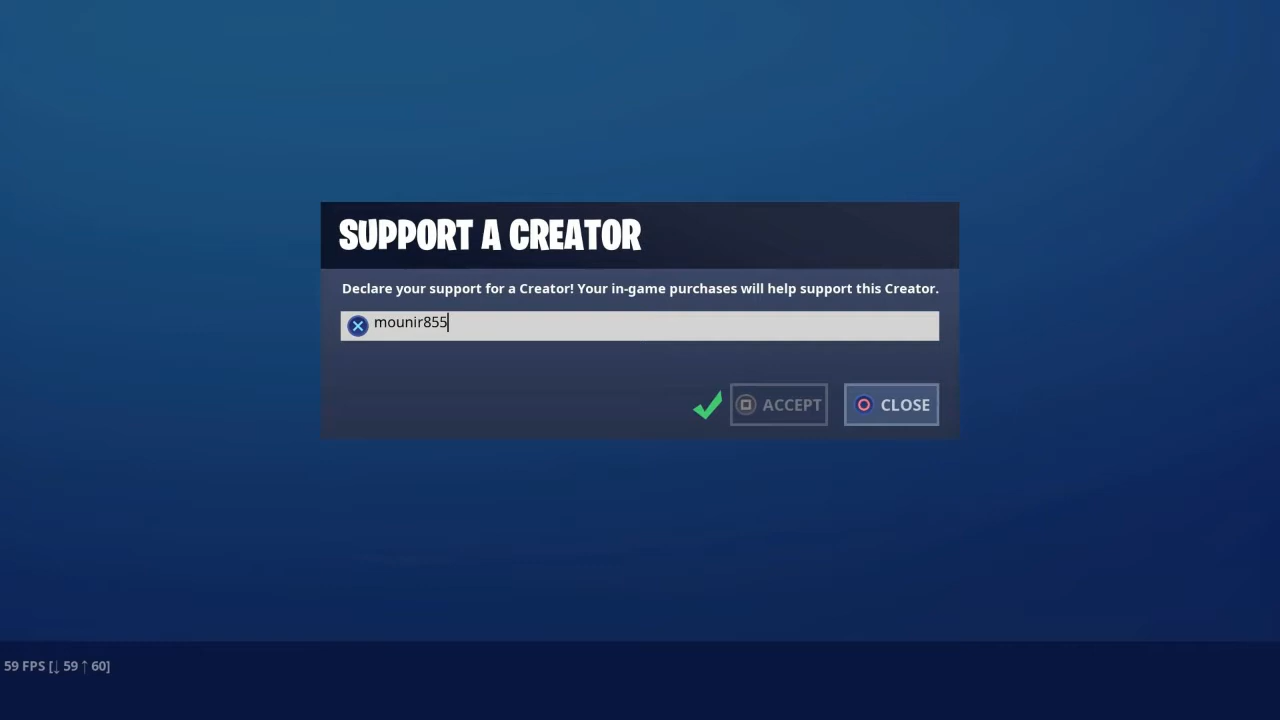 SUPPORT A CREATOR
Declare your support for a Creator! Your in-game purchases will help support this Creator.
mounir855
ACCEPT
CLOSE
59 FPS [↓ 59 ↑ 60]